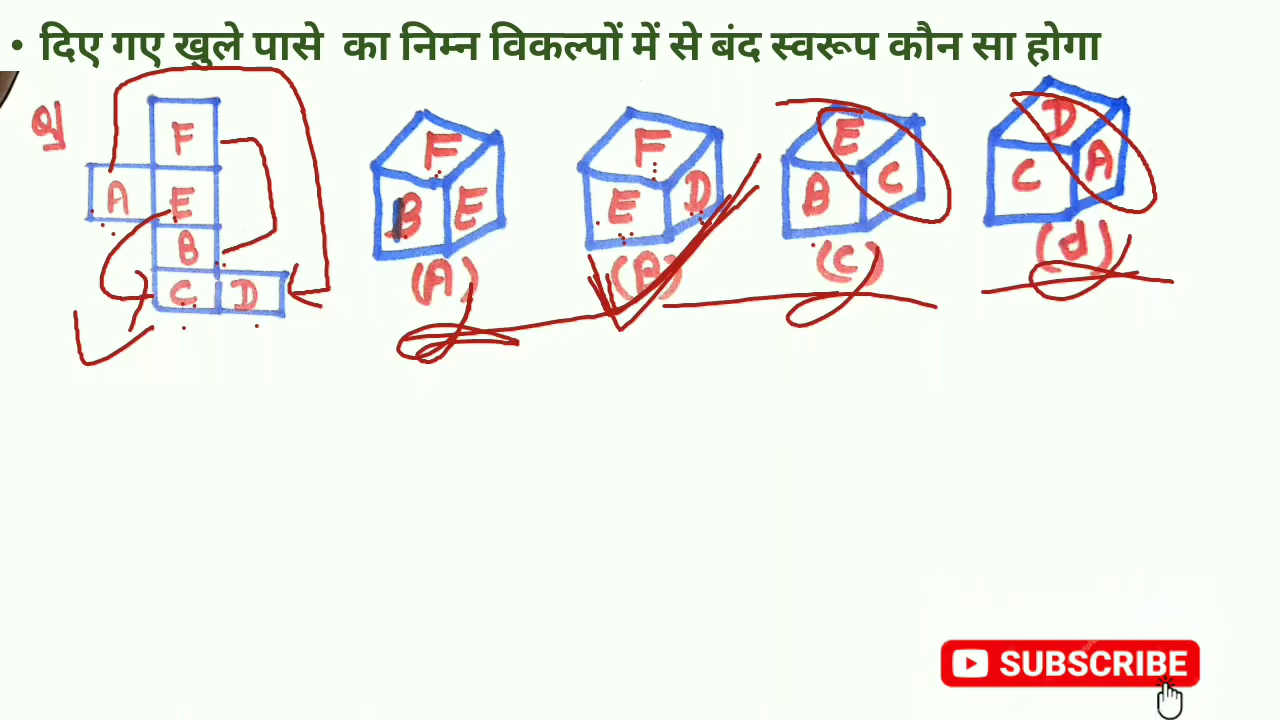 • दिए गए खुले पासे का निम्न विकल्पों में से बंद स्वरूप कौन सा होगा
F
A E
B
C D
F
B E
(A)
F
E D
(B)
E
B C
(C)
D
C A
(d)
SUBSCRIBE